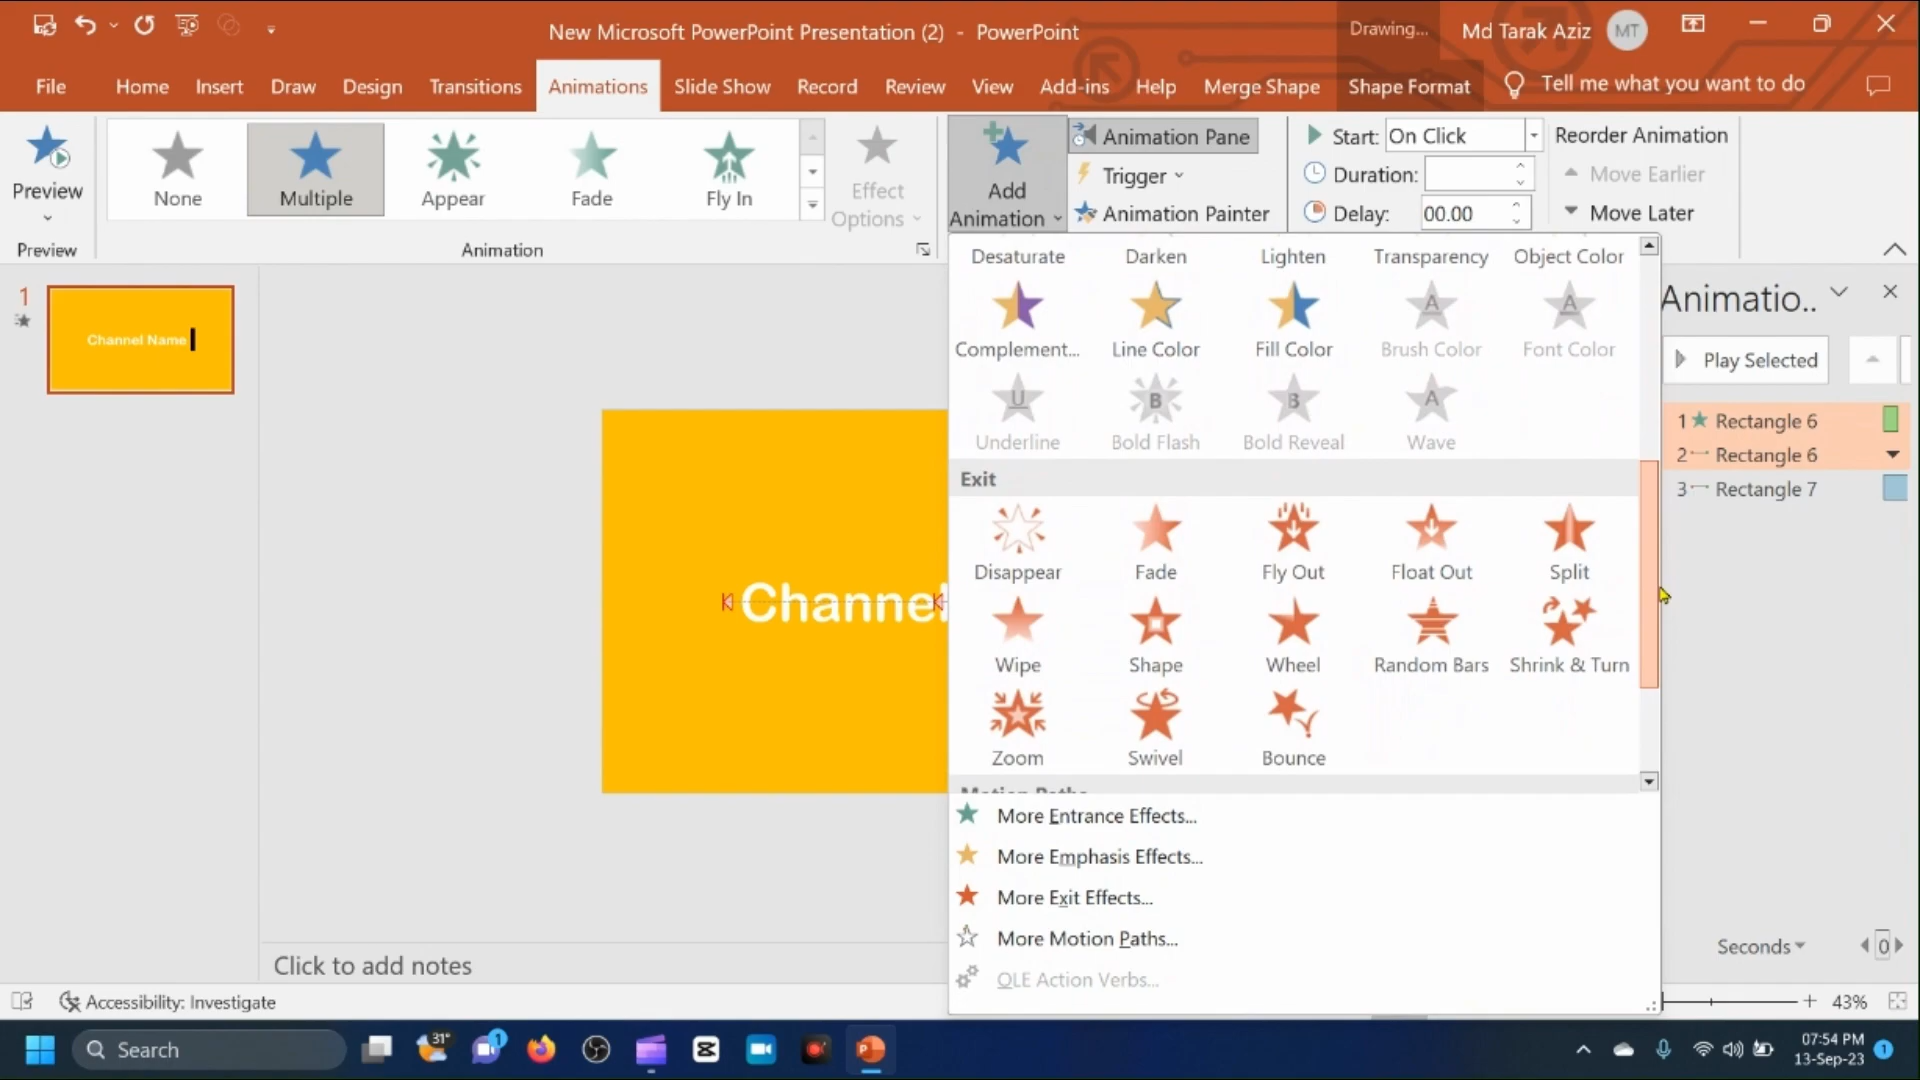 New Microsoft PowerPoint Presentation (2) - PowerPoint
Drawing...
Md Tarak Aziz
MT
File
Home
Insert
Draw
Design
Transitions
Animations
Slide Show
Record
Review
View
Add-ins
Help
Merge Shape
Shape Format
Tell me what you want to do
Preview
None
Multiple
Appear
Fade
Fly In
Effect
Options
Add
Animation
Animation Pane
Trigger
Animation Painter
Start: On Click
Duration:
Delay: 00.00
Reorder Animation
Move Earlier
Move Later
Preview
Animation
Desaturate
Darken
Lighten
Transparency
Object Color
Complement...
Line Color
Fill Color
Brush Color
Font Color
Underline
Bold Flash
Bold Reveal
Wave
Exit
Disappear
Fade
Fly Out
Float Out
Split
Wipe
Shape
Wheel
Random Bars
Shrink & Turn
Zoom
Swivel
Bounce
Motion Paths
More Entrance Effects...
More Emphasis Effects...
More Exit Effects...
More Motion Paths...
OLE Action Verbs...
Animatio..
Play Selected
1 Rectangle 6
2 Rectangle 6
3 Rectangle 7
Seconds
0
1
Channel Name
Channel
Click to add notes
Accessibility: Investigate
43%
Search
31°
1
07:54 PM
13-Sep-23
1